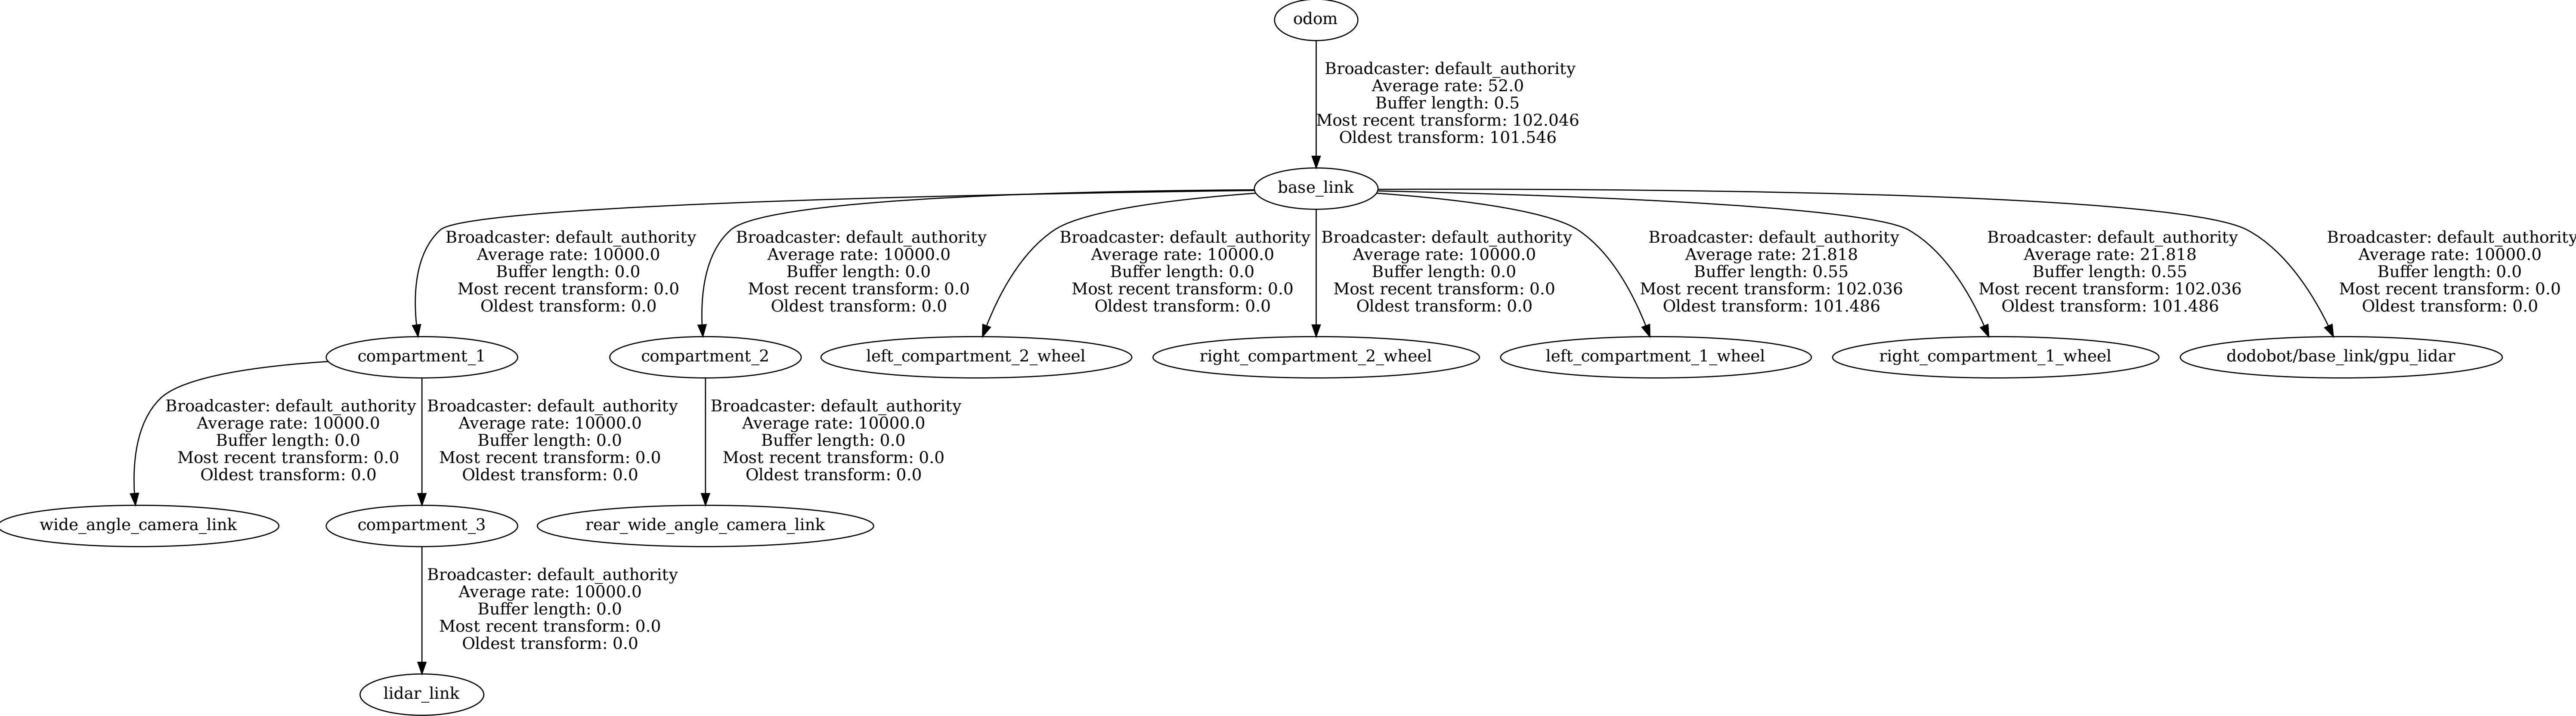 odom
Broadcaster: default_authority
Average rate: 52.0
Buffer length: 0.5
Most recent transform: 102.046
Oldest transform: 101.546
base_link
Broadcaster: default_authority
Average rate: 10000.0
Buffer length: 0.0
Most recent transform: 0.0
Oldest transform: 0.0
Broadcaster: default_authority
Average rate: 10000.0
Buffer length: 0.0
Most recent transform: 0.0
Oldest transform: 0.0
Broadcaster: default_authority
Average rate: 10000.0
Buffer length: 0.0
Most recent transform: 0.0
Oldest transform: 0.0
Broadcaster: default_authority
Average rate: 10000.0
Buffer length: 0.0
Most recent transform: 0.0
Oldest transform: 0.0
Broadcaster: default_authority
Average rate: 21.818
Buffer length: 0.55
Most recent transform: 102.036
Oldest transform: 101.486
Broadcaster: default_authority
Average rate: 21.818
Buffer length: 0.55
Most recent transform: 102.036
Oldest transform: 101.486
Broadcaster: default_authority
Average rate: 10000.0
Buffer length: 0.0
Most recent transform: 0.0
Oldest transform: 0.0
compartment_1
compartment_2
left_compartment_2_wheel
right_compartment_2_wheel
left_compartment_1_wheel
right_compartment_1_wheel
dodobot/base_link/gpu_lidar
Broadcaster: default_authority
Average rate: 10000.0
Buffer length: 0.0
Most recent transform: 0.0
Oldest transform: 0.0
Broadcaster: default_authority
Average rate: 10000.0
Buffer length: 0.0
Most recent transform: 0.0
Oldest transform: 0.0
Broadcaster: default_authority
Average rate: 10000.0
Buffer length: 0.0
Most recent transform: 0.0
Oldest transform: 0.0
wide_angle_camera_link
compartment_3
rear_wide_angle_camera_link
Broadcaster: default_authority
Average rate: 10000.0
Buffer length: 0.0
Most recent transform: 0.0
Oldest transform: 0.0
lidar_link